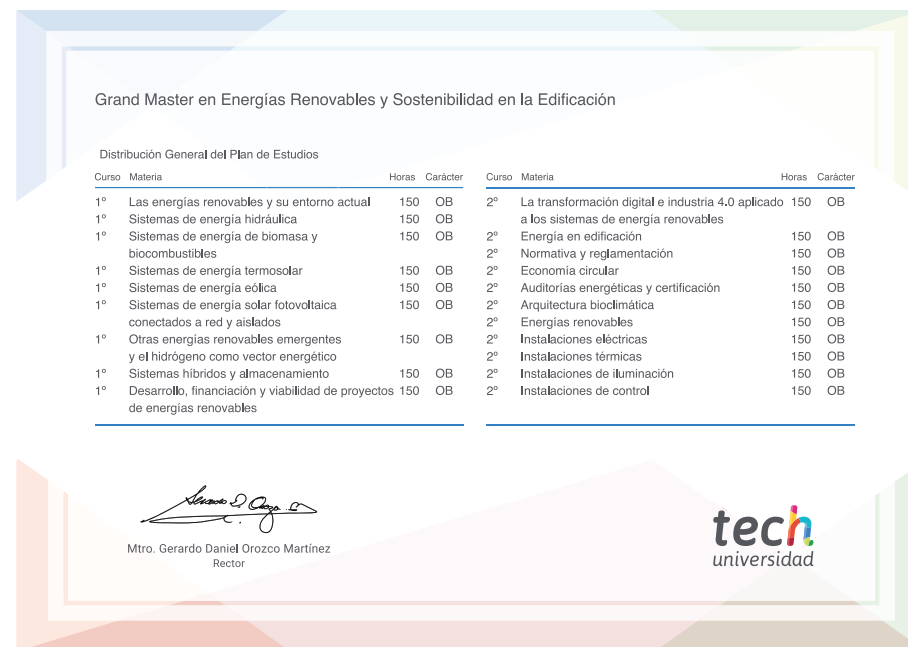 Grand Master en Energías Renovables y Sostenibilidad en la Edificación
Distribución General del Plan de Estudios
Curso Materia Horas Carácter
1º Las energías renovables y su entorno actual 150 OB
1º Sistemas de energía hidráulica 150 OB
1º Sistemas de energía de biomasa y 150 OB
biocombustibles
1º Sistemas de energía termosolar 150 OB
1º Sistemas de energía eólica 150 OB
1º Sistemas de energía solar fotovoltaica 150 OB
conectados a red y aislados
1º Otras energías renovables emergentes 150 OB
y el hidrógeno como vector energético
1º Sistemas híbridos y almacenamiento 150 OB
1º Desarrollo, financiación y viabilidad de proyectos 150 OB
de energías renovables
Curso Materia Horas Carácter
2º La transformación digital e industria 4.0 aplicado 150 OB
a los sistemas de energía renovables
2º Energía en edificación 150 OB
2º Normativa y reglamentación 150 OB
2º Economía circular 150 OB
2º Auditorías energéticas y certificación 150 OB
2º Arquitectura bioclimática 150 OB
2º Energías renovables 150 OB
2º Instalaciones eléctricas 150 OB
2º Instalaciones térmicas 150 OB
2º Instalaciones de iluminación 150 OB
2º Instalaciones de control 150 OB
Mtro. Gerardo Daniel Orozco Martínez
Rector
tech
universidad